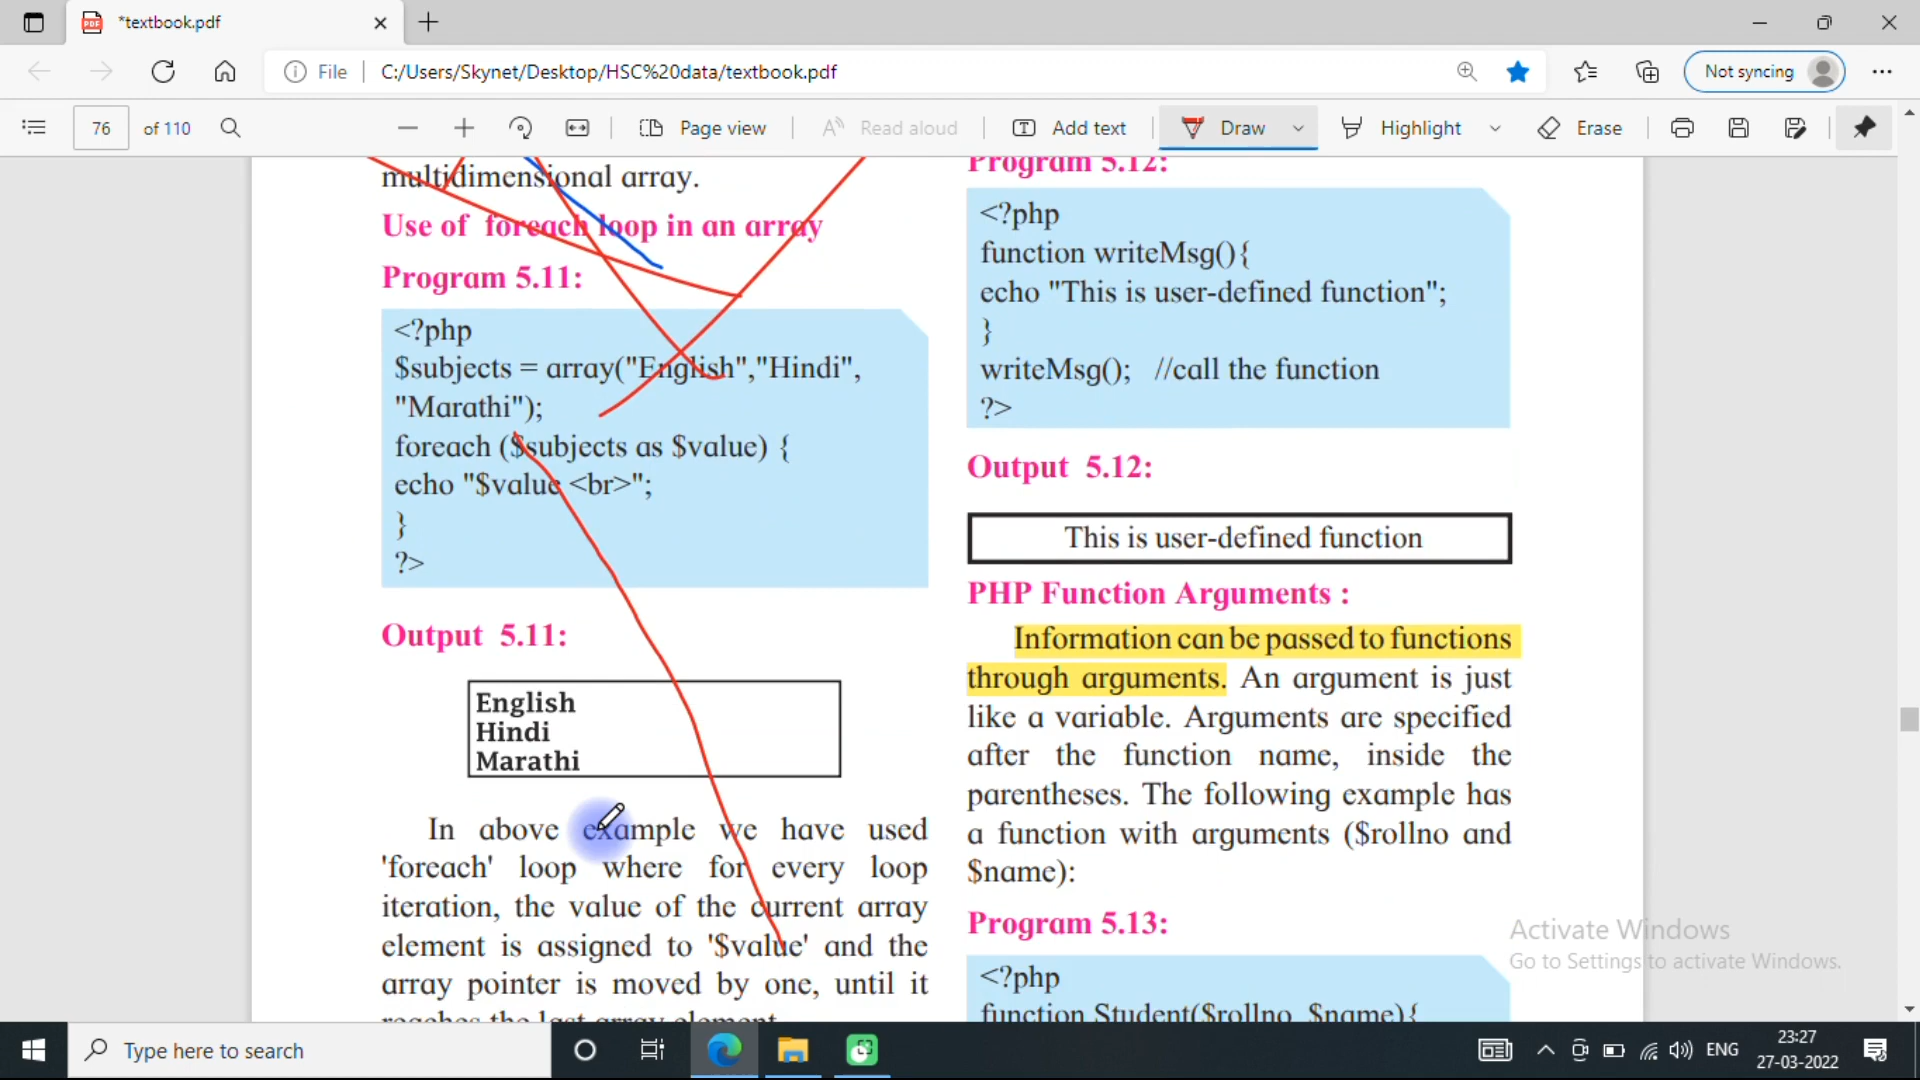 *textbook.pdf
File
C:/Users/Skynet/Desktop/HSC%20data/textbook.pdf
Not syncing
76 of 110
Page view
Read aloud
Add text
Draw
Highlight
Erase
multidimensional array.
Use of foreach loop in an array
Program 5.11:
<?php
$subjects = array("English","Hindi",
"Marathi");
foreach ($subjects as $value) {
echo "$value <br>";
}
?>
Output 5.11:
English
Hindi
Marathi
In above example we have used
'foreach' loop where for every loop
iteration, the value of the current array
element is assigned to '$value' and the
array pointer is moved by one, until it
reaches the last array element.
Program 5.12:
<?php
function writeMsg(){
echo "This is user-defined function";
}
writeMsg(); //call the function
?>
Output 5.12:
This is user-defined function
PHP Function Arguments :
Information can be passed to functions
through arguments. An argument is just
like a variable. Arguments are specified
after the function name, inside the
parentheses. The following example has
a function with arguments ($rollno and
$name):
Program 5.13:
<?php
function Student($rollno, $name){
Activate Windows
Go to Settings to activate Windows.
Type here to search
ENG
23:27
27-03-2022